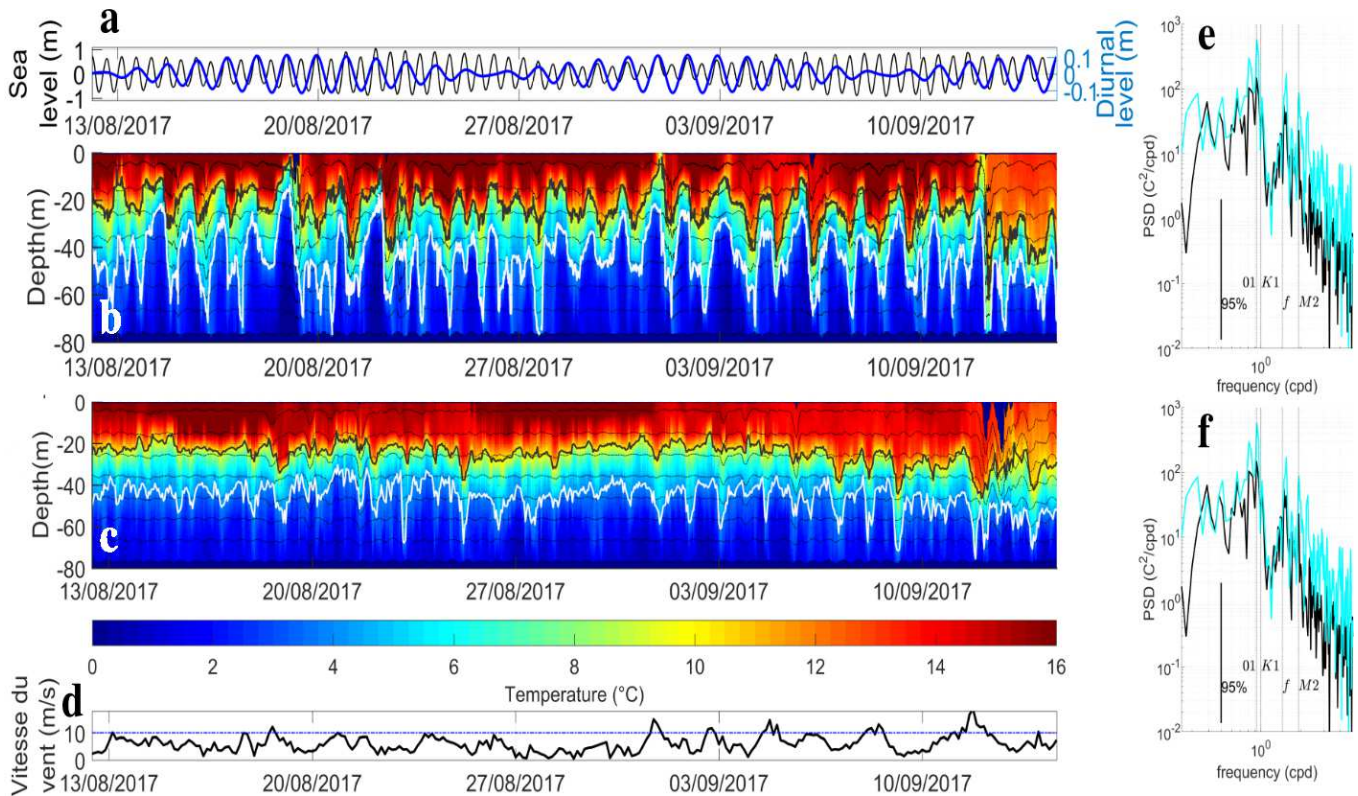 a
Sea
level (m)
1
0
-1
0.1
0
-0.1
Diurnal
level (m)
13/08/2017 20/08/2017 27/08/2017 03/09/2017 10/09/2017
Depth(m)
0
-20
-40
-60
-80
b
13/08/2017 20/08/2017 27/08/2017 03/09/2017 10/09/2017
Depth(m)
0
-20
-40
-60
-80
c
13/08/2017 20/08/2017 27/08/2017 03/09/2017 10/09/2017
0 2 4 6 8 10 12 14 16
Temperature (°C)
d
Vitesse du
vent (m/s)
10
0
13/08/2017 20/08/2017 27/08/2017 03/09/2017 10/09/2017
e
PSD (C²/cpd)
10³
10²
10¹
10⁰
10⁻¹
10⁻²
01 K1
95% f M2
10⁰
frequency (cpd)
f
PSD (C²/cpd)
10³
10²
10¹
10⁰
10⁻¹
10⁻²
01 K1
95% f M2
10⁰
frequency (cpd)